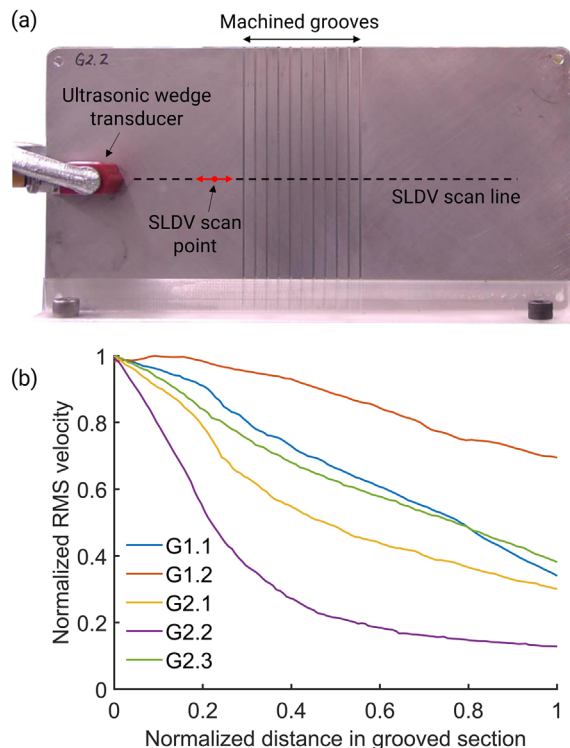 (a)
Machined grooves
G2.2
Ultrasonic wedge
transducer
SLDV scan
point
SLDV scan line
(b)
Normalized RMS velocity
1
0.8
0.6
0.4
0.2
0
G1.1
G1.2
G2.1
G2.2
G2.3
0
0.2
0.4
0.6
0.8
1
Normalized distance in grooved section